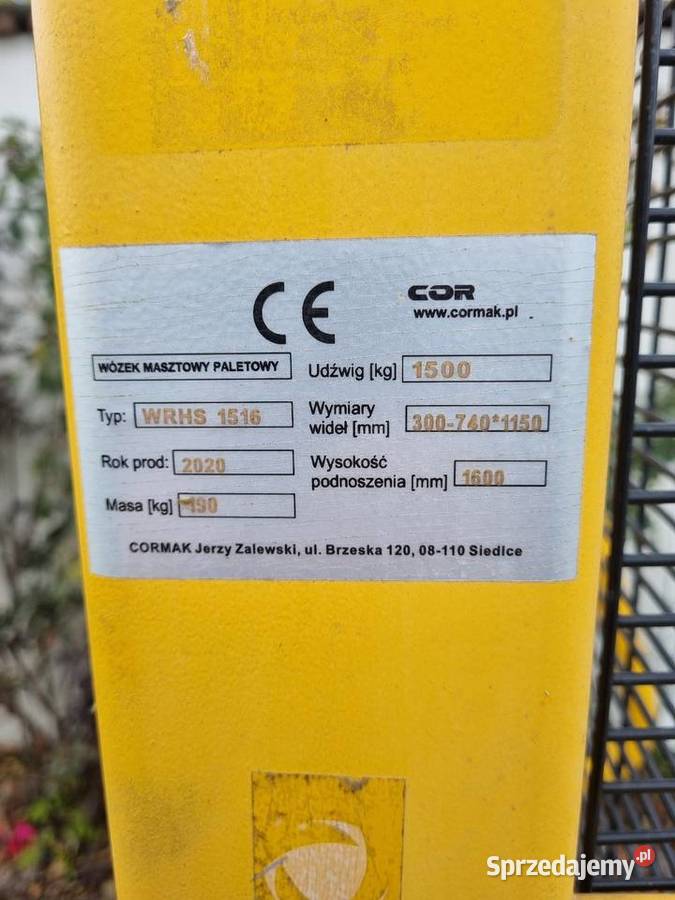 CE
COR
www.cormak.pl
WÓZEK MASZTOWY PALETOWY
Udźwig [kg] 1500
Typ: WRHS 1516
Wymiary
wideł [mm] 300-740*1150
Rok prod: 2020
Wysokość
podnoszenia [mm] 1600
Masa [kg] 190
CORMAK Jerzy Zalewski, ul. Brzeska 120, 08-110 Siedlce
Sprzedajemy.pl